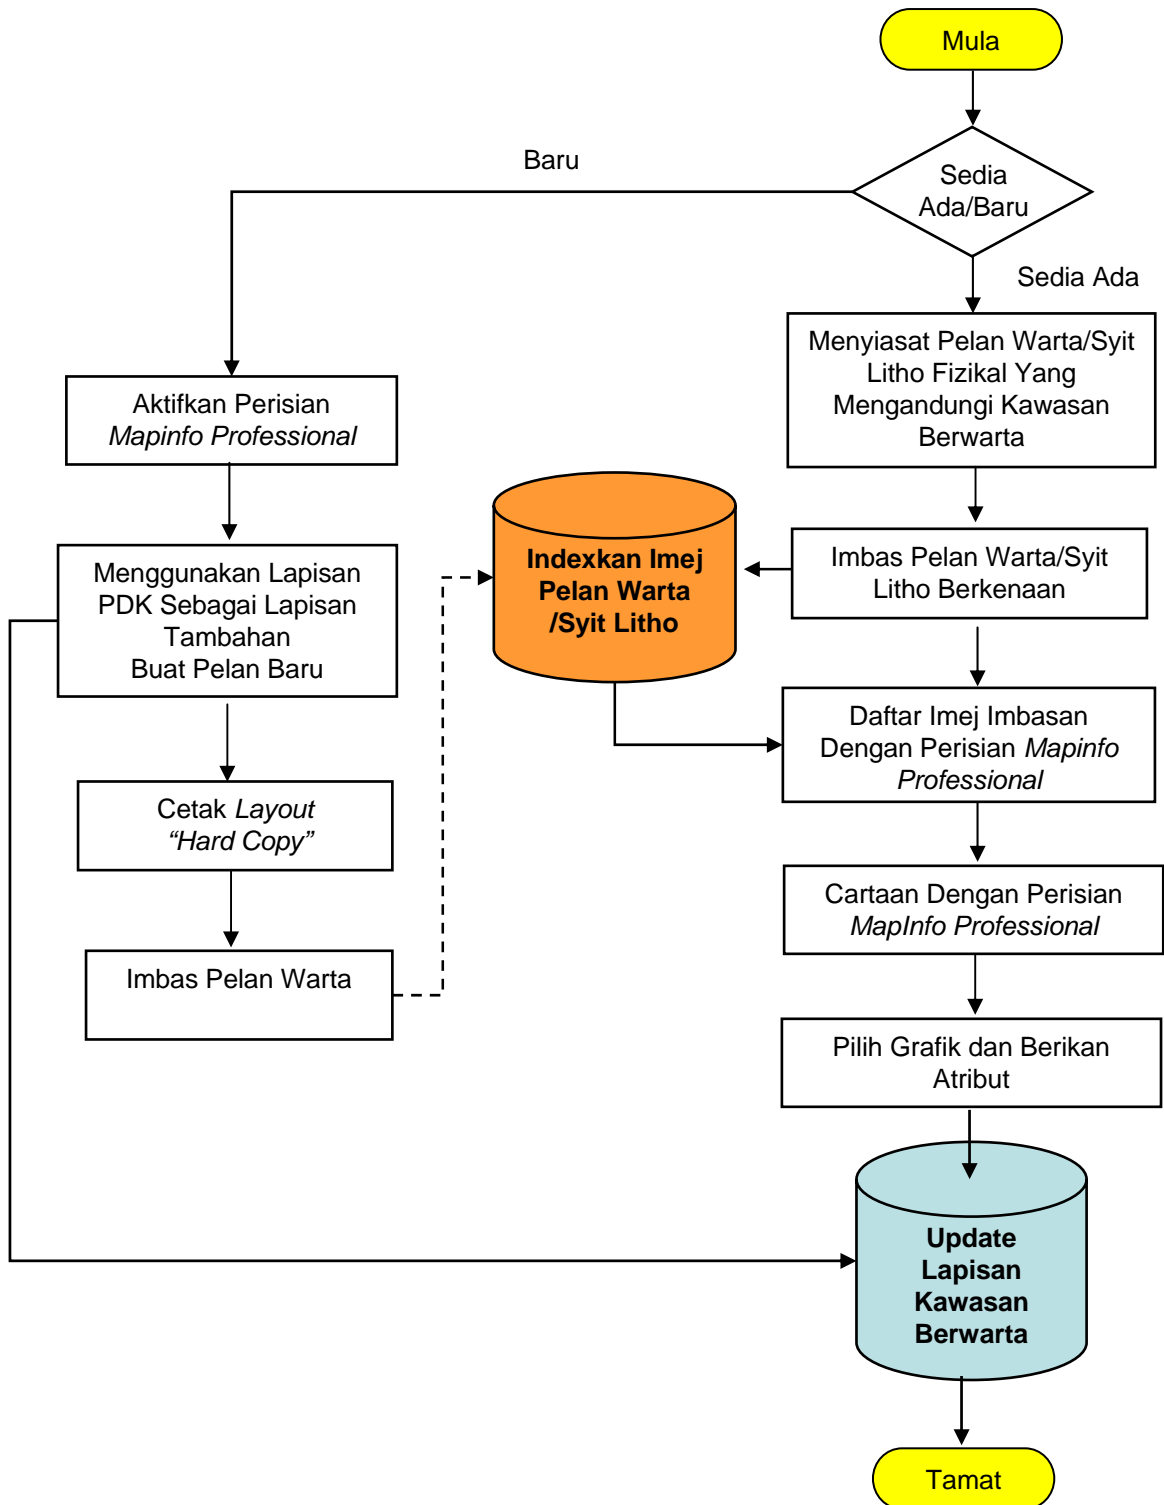 Mula
Baru
Sedia
Ada/Baru
Sedia Ada
Menyiasat Pelan Warta/Syit
Litho Fizikal Yang
Mengandungi Kawasan
Berwarta
Aktifkan Perisian
Mapinfo Professional
Indexkan Imej
Pelan Warta
/Syit Litho
Imbas Pelan Warta/Syit
Litho Berkenaan
Menggunakan Lapisan
PDK Sebagai Lapisan
Tambahan
Buat Pelan Baru
Daftar Imej Imbasan
Dengan Perisian Mapinfo
Professional
Cetak Layout
“Hard Copy”
Cartaan Dengan Perisian
MapInfo Professional
Imbas Pelan Warta
Pilih Grafik dan Berikan
Atribut
Update
Lapisan
Kawasan
Berwarta
Tamat